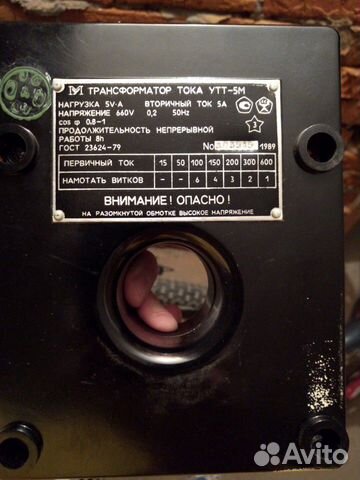 ТРАНСФОРМАТОР ТОКА УТТ-5М
НАГРУЗКА 5V·A ВТОРИЧНЫЙ ТОК 5А
НАПРЯЖЕНИЕ 660V 0,2 50Hz
cos φ 0.8-1
ПРОДОЛЖИТЕЛЬНОСТЬ НЕПРЕРЫВНОЙ
РАБОТЫ 8h
ГОСТ 23624-79 No 1989
ПЕРВИЧНЫЙ ТОК 15 50 100 150 200 300 600
НАМОТАТЬ ВИТКОВ 6 4 3 2 1
ВНИМАНИЕ! ОПАСНО!
НА РАЗОМКНУТОЙ ОБМОТКЕ ВЫСОКОЕ НАПРЯЖЕНИЕ
Avito